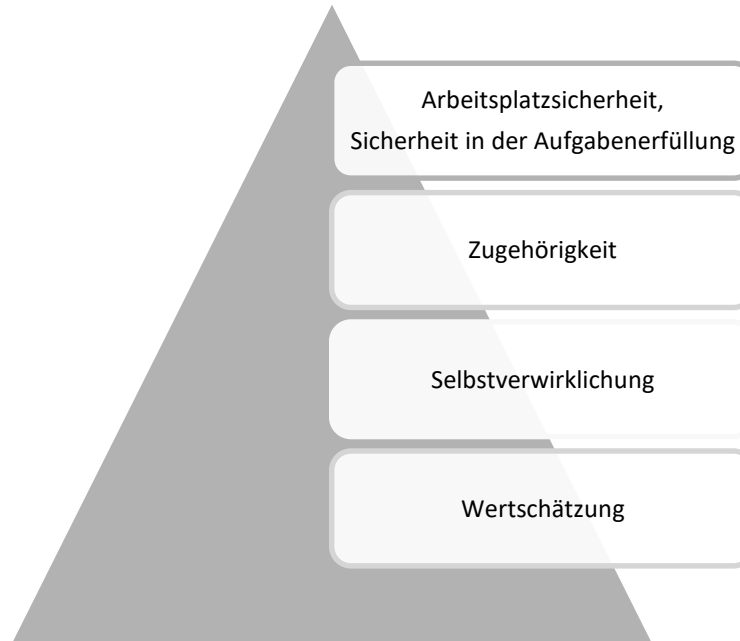 Arbeitsplatzsicherheit,
Sicherheit in der Aufgabenerfüllung
Zugehörigkeit
Selbstverwirklichung
Wertschätzung